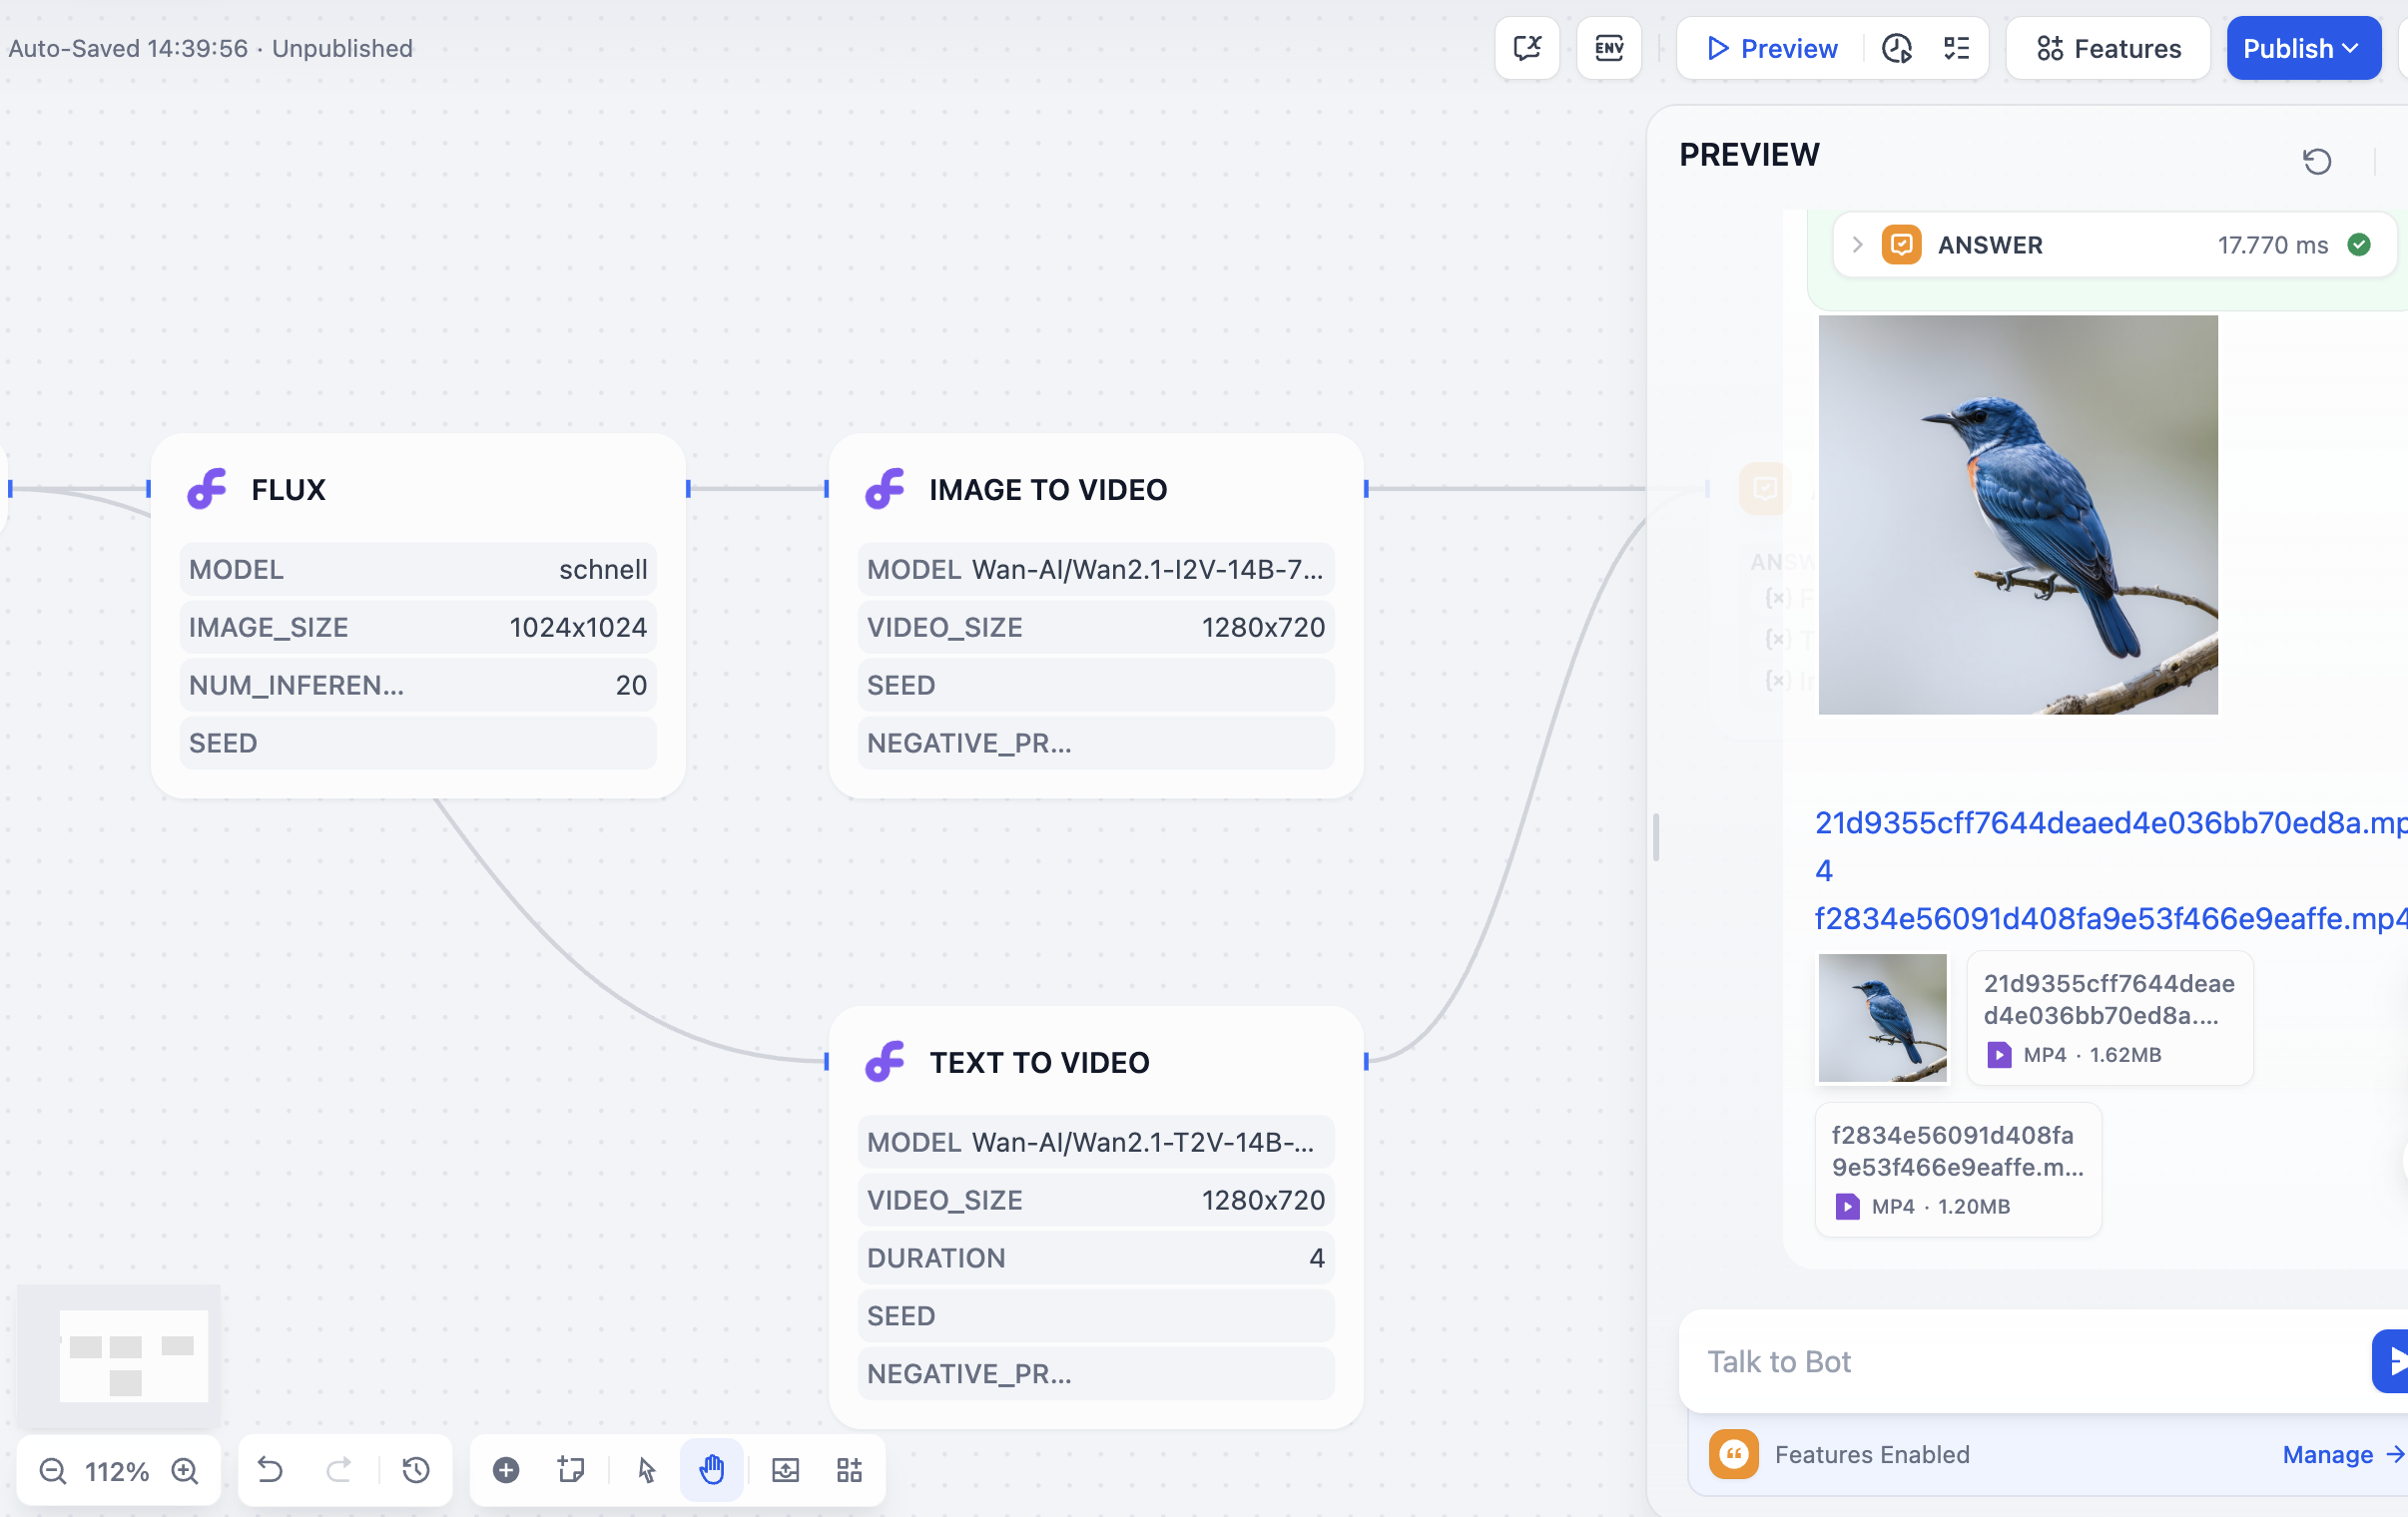 Auto-Saved 14:39:56 · Unpublished
ENV
Preview
Features
Publish
PREVIEW
ANSWER 17.770 ms
FLUX
MODEL schnell
IMAGE_SIZE 1024x1024
NUM_INFEREN... 20
SEED
IMAGE TO VIDEO
MODEL Wan-AI/Wan2.1-I2V-14B-7...
VIDEO_SIZE 1280x720
SEED
NEGATIVE_PR...
TEXT TO VIDEO
MODEL Wan-AI/Wan2.1-T2V-14B-...
VIDEO_SIZE 1280x720
DURATION 4
SEED
NEGATIVE_PR...
21d9355cff7644deaed4e036bb70ed8a.mp
4
f2834e56091d408fa9e53f466e9eaffe.mp4
21d9355cff7644deae
d4e036bb70ed8a....
MP4 · 1.62MB
f2834e56091d408fa
9e53f466e9eaffe.m...
MP4 · 1.20MB
Talk to Bot
Features Enabled
Manage
112%